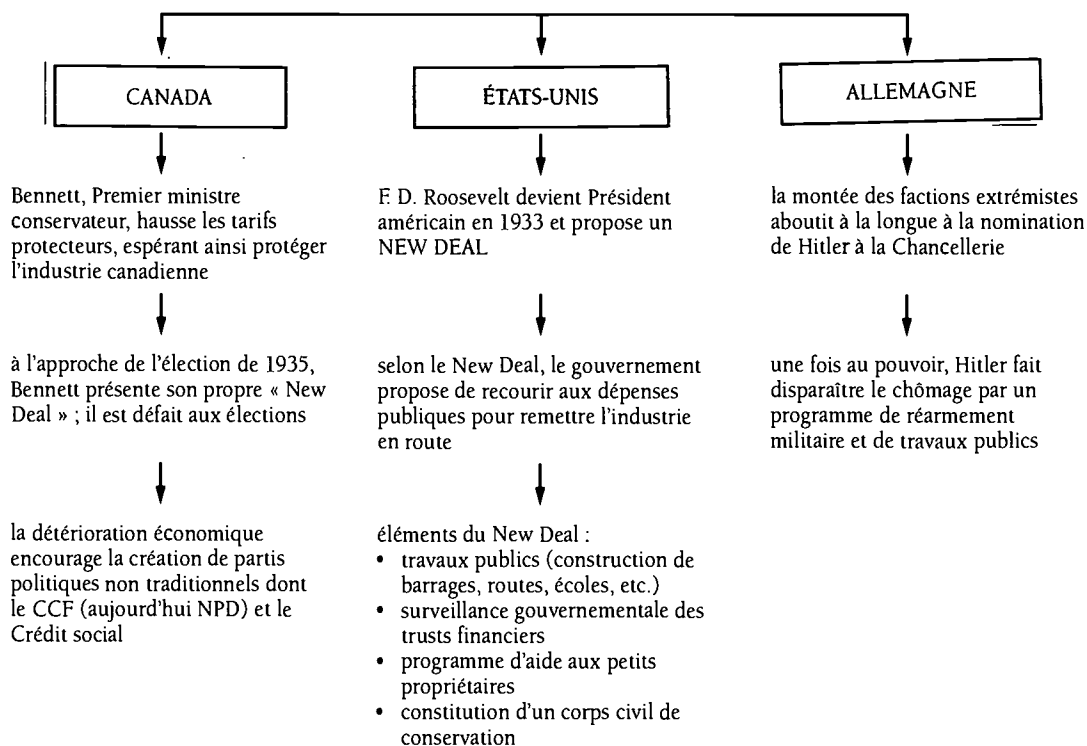 CANADA
ÉTATS-UNIS
ALLEMAGNE
Bennett, Premier ministre
conservateur, hausse les tarifs
protecteurs, espérant ainsi protéger
l'industrie canadienne
à l'approche de l'élection de 1935,
Bennett présente son propre « New
Deal » ; il est défait aux élections
la détérioration économique
encourage la création de partis
politiques non traditionnels dont
le CCF (aujourd'hui NPD) et le
Crédit social
F. D. Roosevelt devient Président
américain en 1933 et propose un
NEW DEAL
selon le New Deal, le gouvernement
propose de recourir aux dépenses
publiques pour remettre l'industrie
en route
éléments du New Deal :
• travaux publics (construction de
barrages, routes, écoles, etc.)
• surveillance gouvernementale des
trusts financiers
• programme d'aide aux petits
propriétaires
• constitution d'un corps civil de
conservation
la montée des factions extrémistes
aboutit à la longue à la nomination
de Hitler à la Chancellerie
une fois au pouvoir, Hitler fait
disparaître le chômage par un
programme de réarmement
militaire et de travaux publics